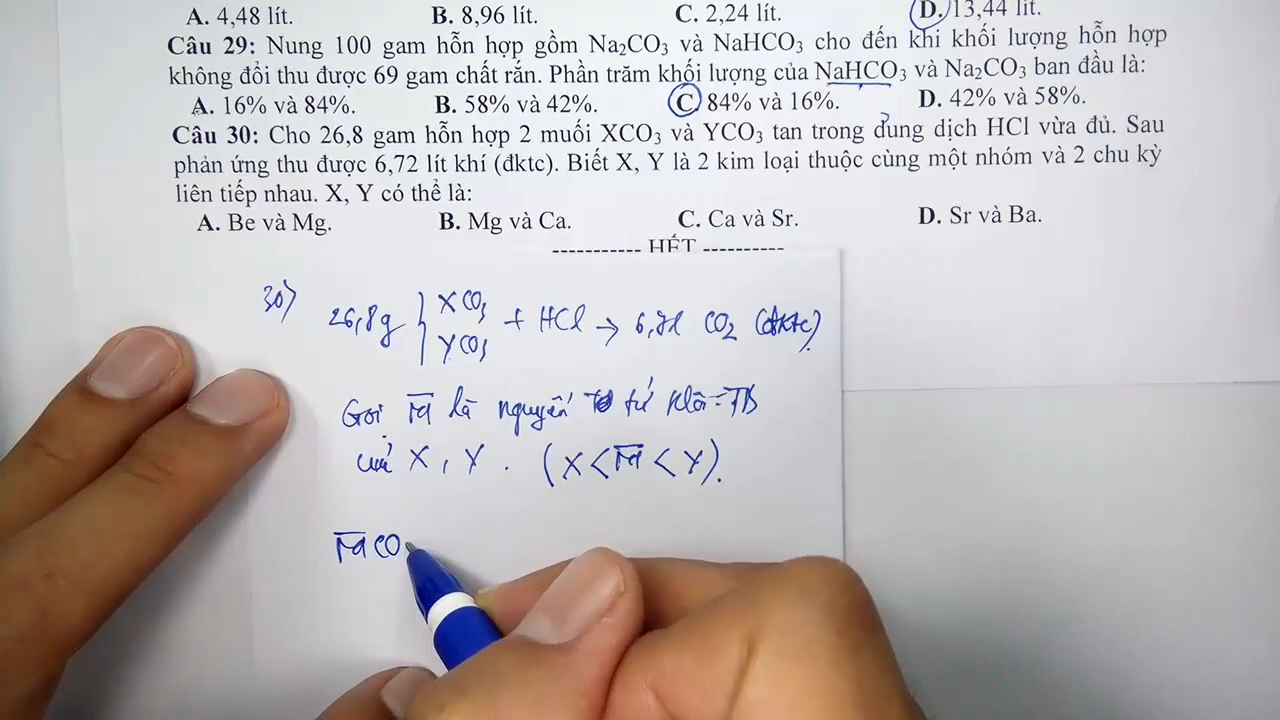 A. 4,48 lít. B. 8,96 lít. C. 2,24 lít. D. 13,44 lít.
Câu 29: Nung 100 gam hỗn hợp gồm Na₂CO₃ và NaHCO₃ cho đến khi khối lượng hỗn hợp
không đổi thu được 69 gam chất rắn. Phần trăm khối lượng của NaHCO₃ và Na₂CO₃ ban đầu là:
A. 16% và 84%. B. 58% và 42%. C 84% và 16%. D. 42% và 58%.
Câu 30: Cho 26,8 gam hỗn hợp 2 muối XCO₃ và YCO₃ tan trong dung dịch HCl vừa đủ. Sau
phản ứng thu được 6,72 lít khí (đktc). Biết X, Y là 2 kim loại thuộc cùng một nhóm và 2 chu kỳ
liên tiếp nhau. X, Y có thể là:
A. Be và Mg. B. Mg và Ca. C. Ca và Sr. D. Sr và Ba.
----------- HẾT ----------
30) 26,8g { XCO₃ YCO₃ + HCl → CO₂ (đktc).
Gọi M̅ là nguyên tử khối TB
của X, Y. (X < M̅ < Y).
M̅CO